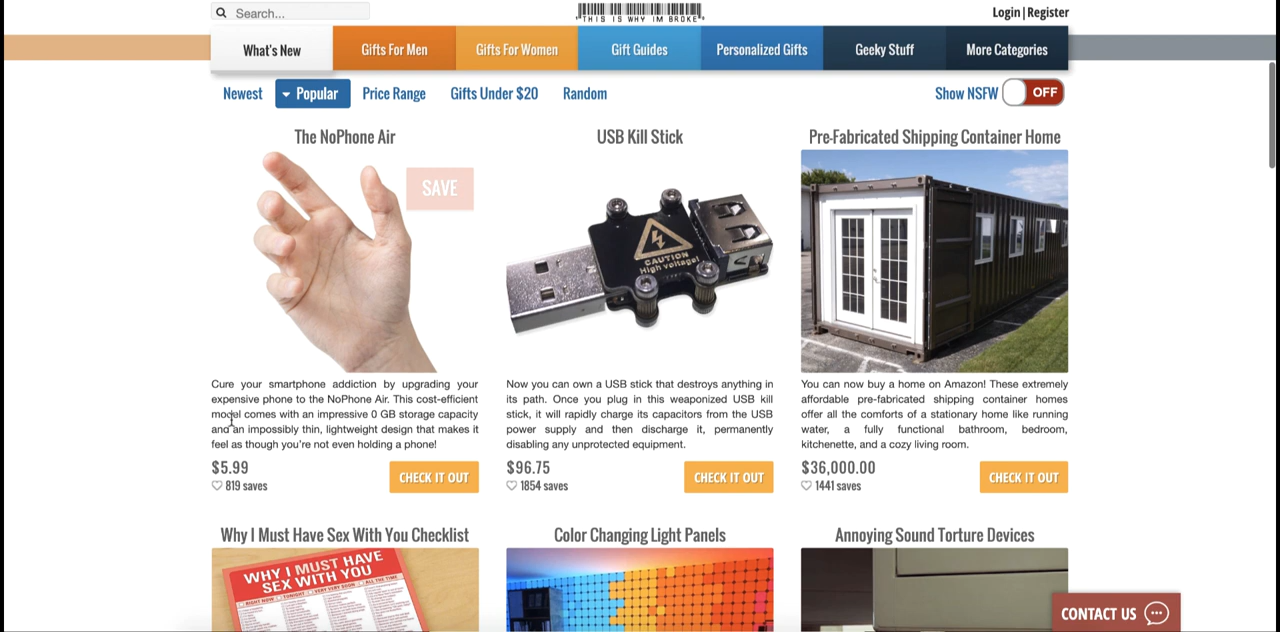 Search...
"THIS IS WHY IM BROKE"
Login|Register
What's New
Gifts For Men
Gifts For Women
Gift Guides
Personalized Gifts
Geeky Stuff
More Categories
Newest
Popular
Price Range
Gifts Under $20
Random
Show NSFW
OFF
The NoPhone Air
SAVE
Cure your smartphone addiction by upgrading your
expensive phone to the NoPhone Air. This cost-efficient
model comes with an impressive 0 GB storage capacity
and an impossibly thin, lightweight design that makes it
feel as though you're not even holding a phone!
$5.99
819 saves
CHECK IT OUT
USB Kill Stick
CAUTION
High voltage!
Now you can own a USB stick that destroys anything in
its path. Once you plug in this weaponized USB kill
stick, it will rapidly charge its capacitors from the USB
power supply and then discharge it, permanently
disabling any unprotected equipment.
$96.75
1854 saves
CHECK IT OUT
Pre-Fabricated Shipping Container Home
You can now buy a home on Amazon! These extremely
affordable pre-fabricated shipping container homes
offer all the comforts of a stationary home like running
water, a fully functional bathroom, bedroom,
kitchenette, and a cozy living room.
$36,000.00
1441 saves
CHECK IT OUT
Why I Must Have Sex With You Checklist
WHY I MUST HAVE
SEX WITH YOU
Color Changing Light Panels
Annoying Sound Torture Devices
CONTACT US